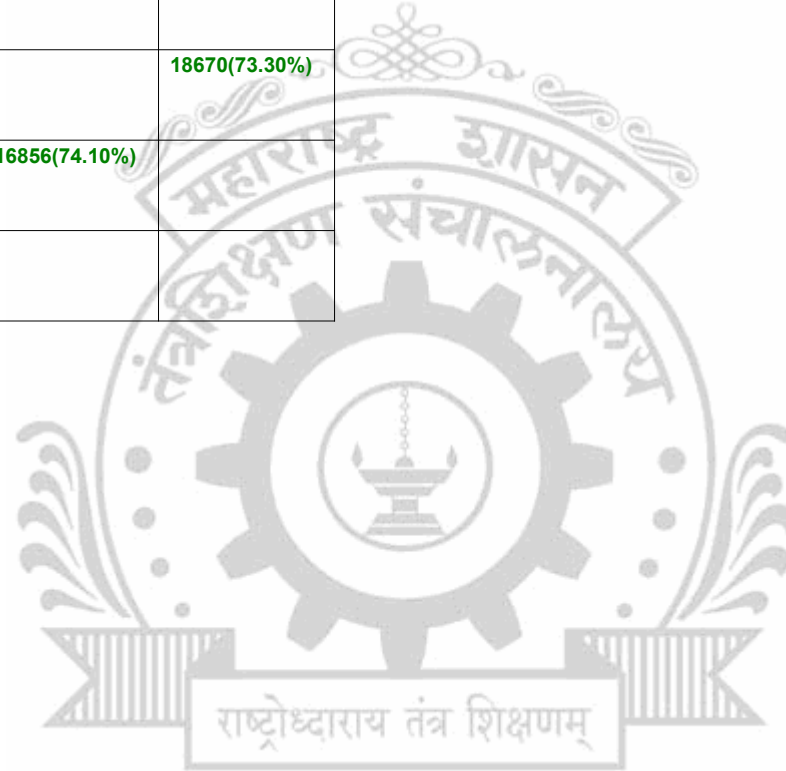 18670(73.30%)
16856(74.10%)
महाराष्ट्र शासन
तंत्रशिक्षण संचालनालय
राष्ट्रोध्दाराय तंत्र शिक्षणम्